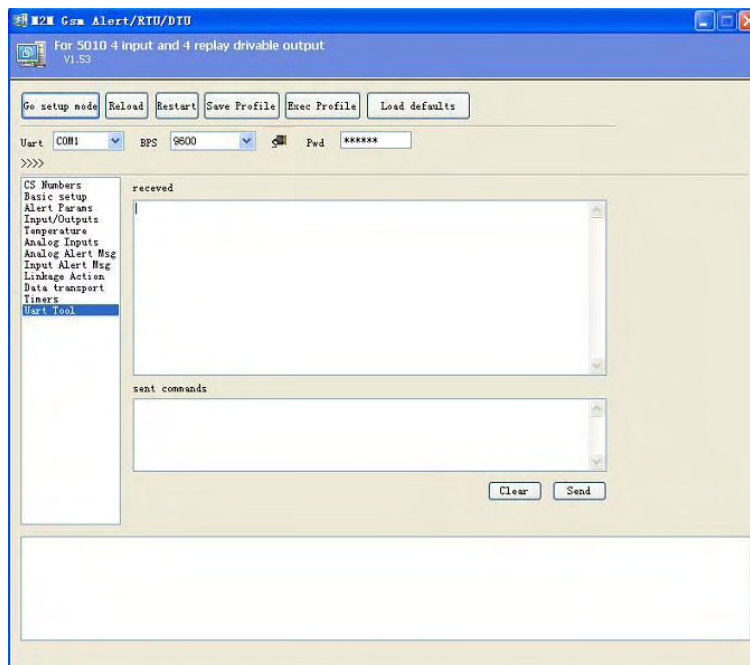 M2M Gsm Alert/RTU/DTU
For 5010 4 input and 4 replay drivable output
V1.53
Go setup mode Reload Restart Save Profile Exec Profile Load defaults
Uart COM1 BPS 9600 Pwd ******
>>>>
CS Numbers
Basic setup
Alert Params
Input/Outputs
Temperature
Analog Inputs
Analog Alert Msg
Input Alert Msg
Linkage Action
Data transport
Timers
Uart Tool
receved
sent commands
Clear Send